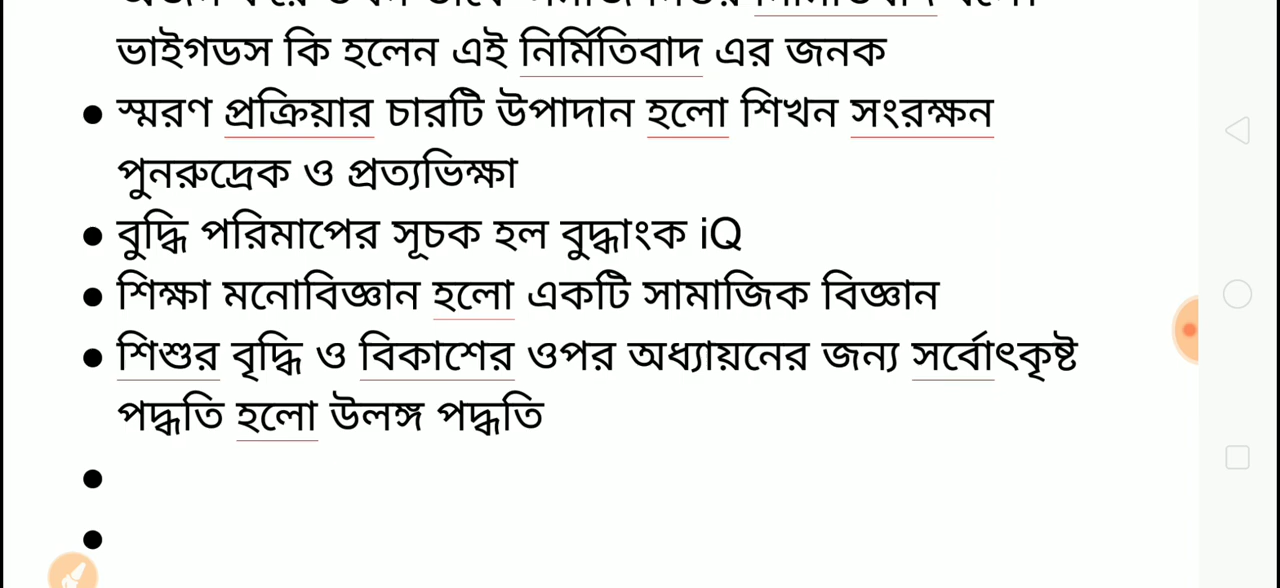 ভাইগডস কি হলেন এই নির্মিতিবাদ এর জনক
● স্মরণ প্রক্রিয়ার চারটি উপাদান হলো শিখন সংরক্ষন
পুনরুদ্রেক ও প্রত্যভিক্ষা
● বুদ্ধি পরিমাপের সূচক হল বুদ্ধাংক iQ
● শিক্ষা মনোবিজ্ঞান হলো একটি সামাজিক বিজ্ঞান
● শিশুর বৃদ্ধি ও বিকাশের ওপর অধ্যায়নের জন্য সর্বোৎকৃষ্ট
পদ্ধতি হলো উলঙ্গ পদ্ধতি
●
●